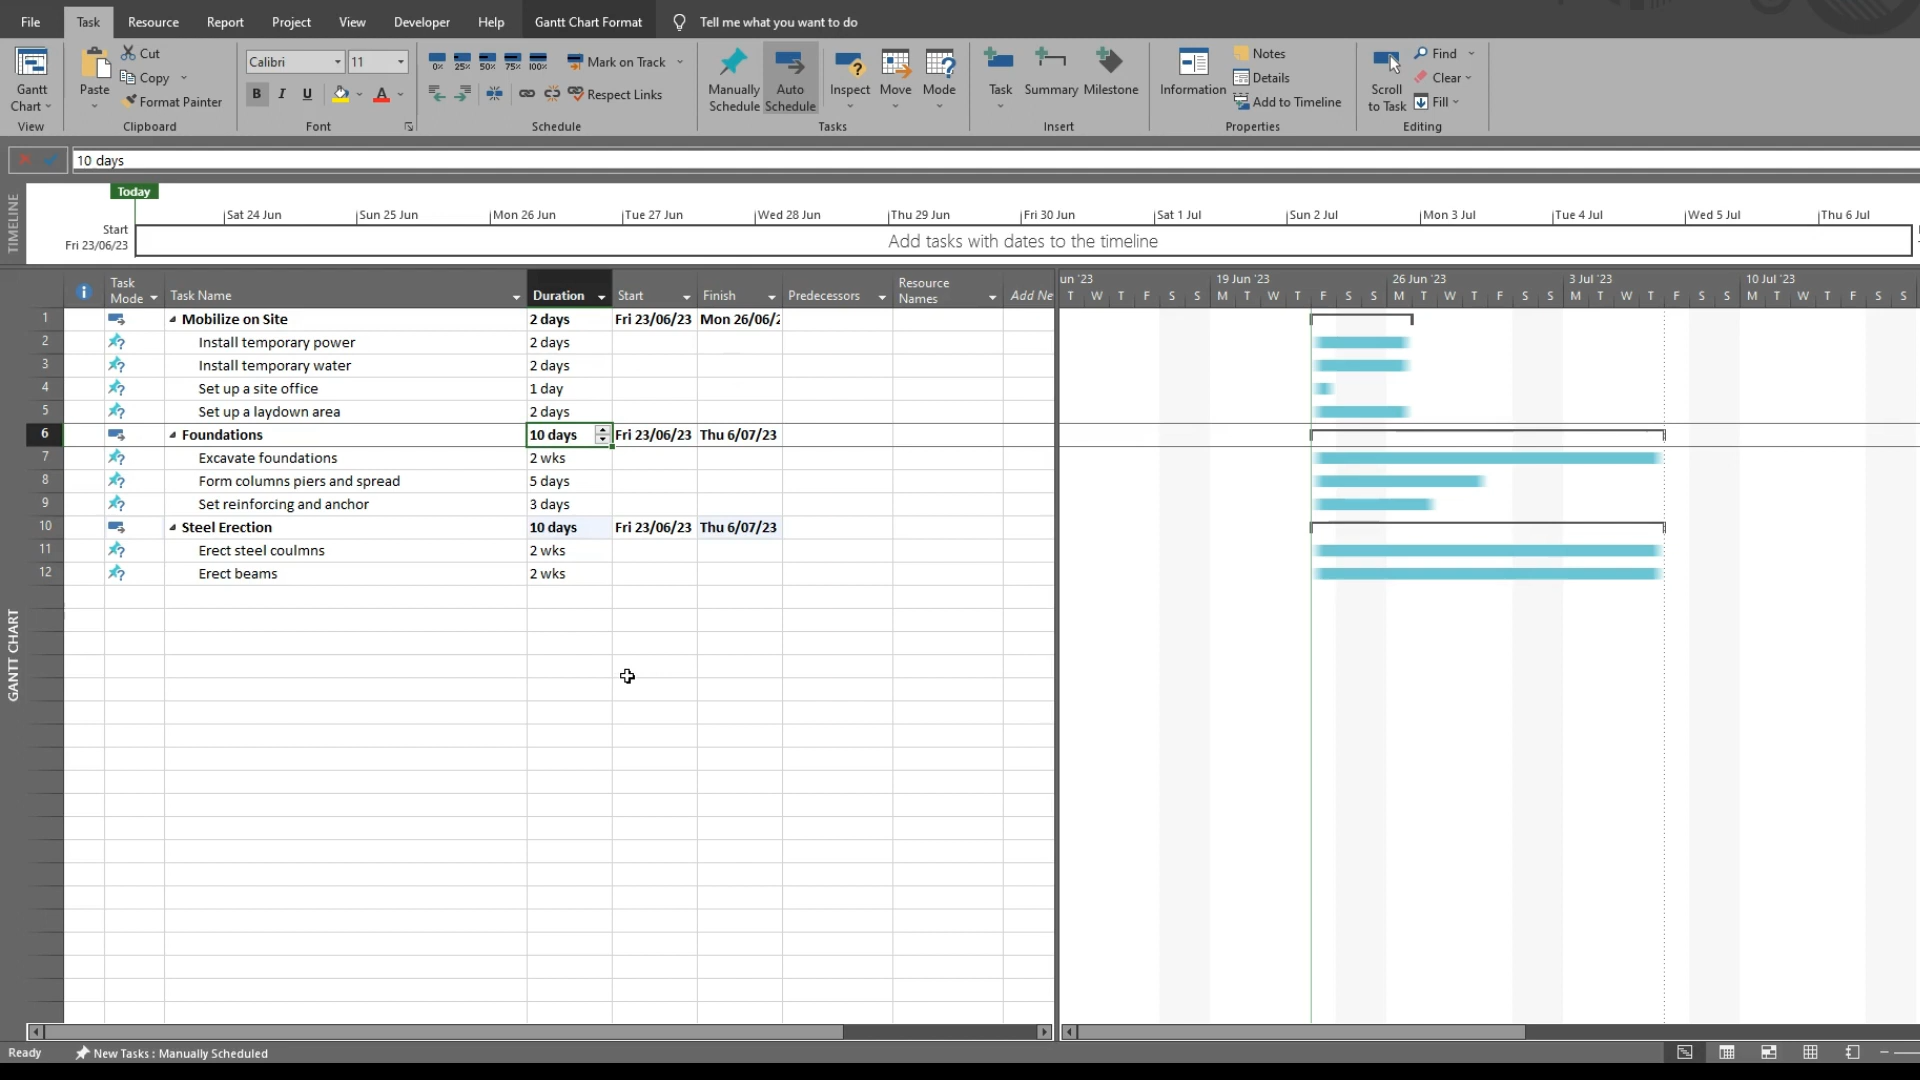 File Task Resource Report Project View Developer Help Gantt Chart Format Tell me what you want to do
Gantt Chart
View
Paste
Cut
Copy
Format Painter
Clipboard
Calibri 11
B I U A
Font
0% 25% 50% 75% 100% Mark on Track
Respect Links
Schedule
Manually Schedule
Auto Schedule
Inspect
Move
Mode
Tasks
Task
Summary
Milestone
Insert
Information
Notes
Details
Add to Timeline
Properties
Scroll to Task
Find
Clear
Fill
Editing
10 days
TIMELINE
Today
Sat 24 Jun Sun 25 Jun Mon 26 Jun Tue 27 Jun Wed 28 Jun Thu 29 Jun Fri 30 Jun Sat 1 Jul Sun 2 Jul Mon 3 Jul Tue 4 Jul Wed 5 Jul Thu 6 Jul
Start
Fri 23/06/23
Add tasks with dates to the timeline
Task Mode Task Name Duration Start Finish Predecessors Resource Names Add Ne
un '23 19 Jun '23 26 Jun '23 3 Jul '23 10 Jul '23
T W T F S S M T W T F S S M T W T F S S M T W T F S S M T W T F S S
1 Mobilize on Site 2 days Fri 23/06/23 Mon 26/06/2
2 Install temporary power 2 days
3 Install temporary water 2 days
4 Set up a site office 1 day
5 Set up a laydown area 2 days
6 Foundations 10 days Fri 23/06/23 Thu 6/07/23
7 Excavate foundations 2 wks
8 Form columns piers and spread 5 days
9 Set reinforcing and anchor 3 days
10 Steel Erection 10 days Fri 23/06/23 Thu 6/07/23
11 Erect steel coulmns 2 wks
12 Erect beams 2 wks
GANTT CHART
Ready New Tasks : Manually Scheduled